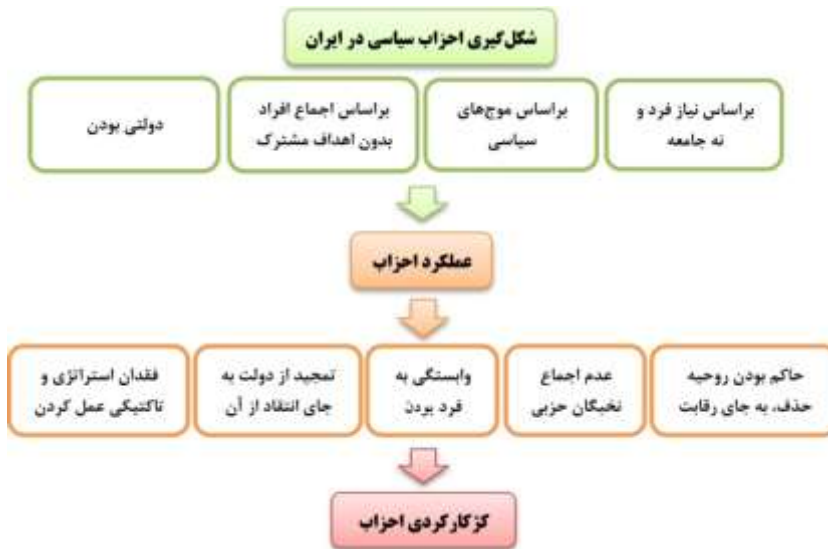 شکل‌گیری احزاب سیاسی در ایران
براساس نیاز فرد و
نه جامعه
براساس موج‌های
سیاسی
براساس اجماع افراد
بدون اهداف مشترک
دولتی بودن
عملکرد احزاب
حاکم بودن روحیه
حذف، به جای رقابت
عدم اجماع
نخبگان حزبی
وابستگی به
فرد بودن
تمجید از دولت به
جای انتقاد از آن
فقدان استراتژی و
تاکتیکی عمل کردن
کژکارکردی احزاب